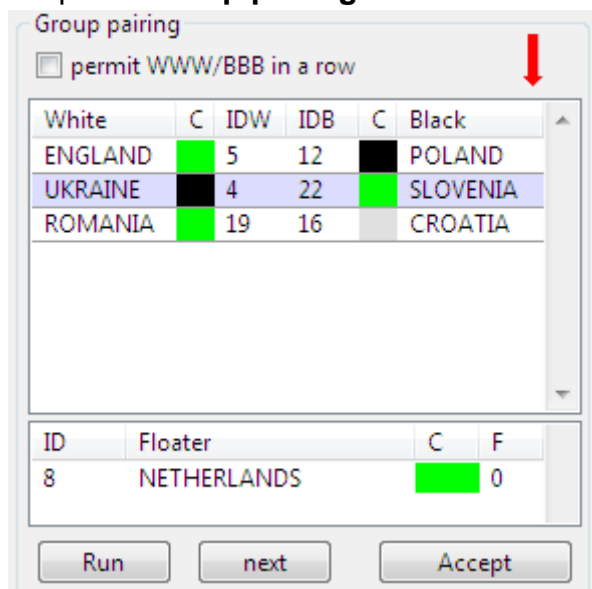 Group pairing
permit WWW/BBB in a row
White C IDW IDB C Black
ENGLAND 5 12 POLAND
UKRAINE 4 22 SLOVENIA
ROMANIA 19 16 CROATIA
ID Floater C F
8 NETHERLANDS 0
Run next Accept